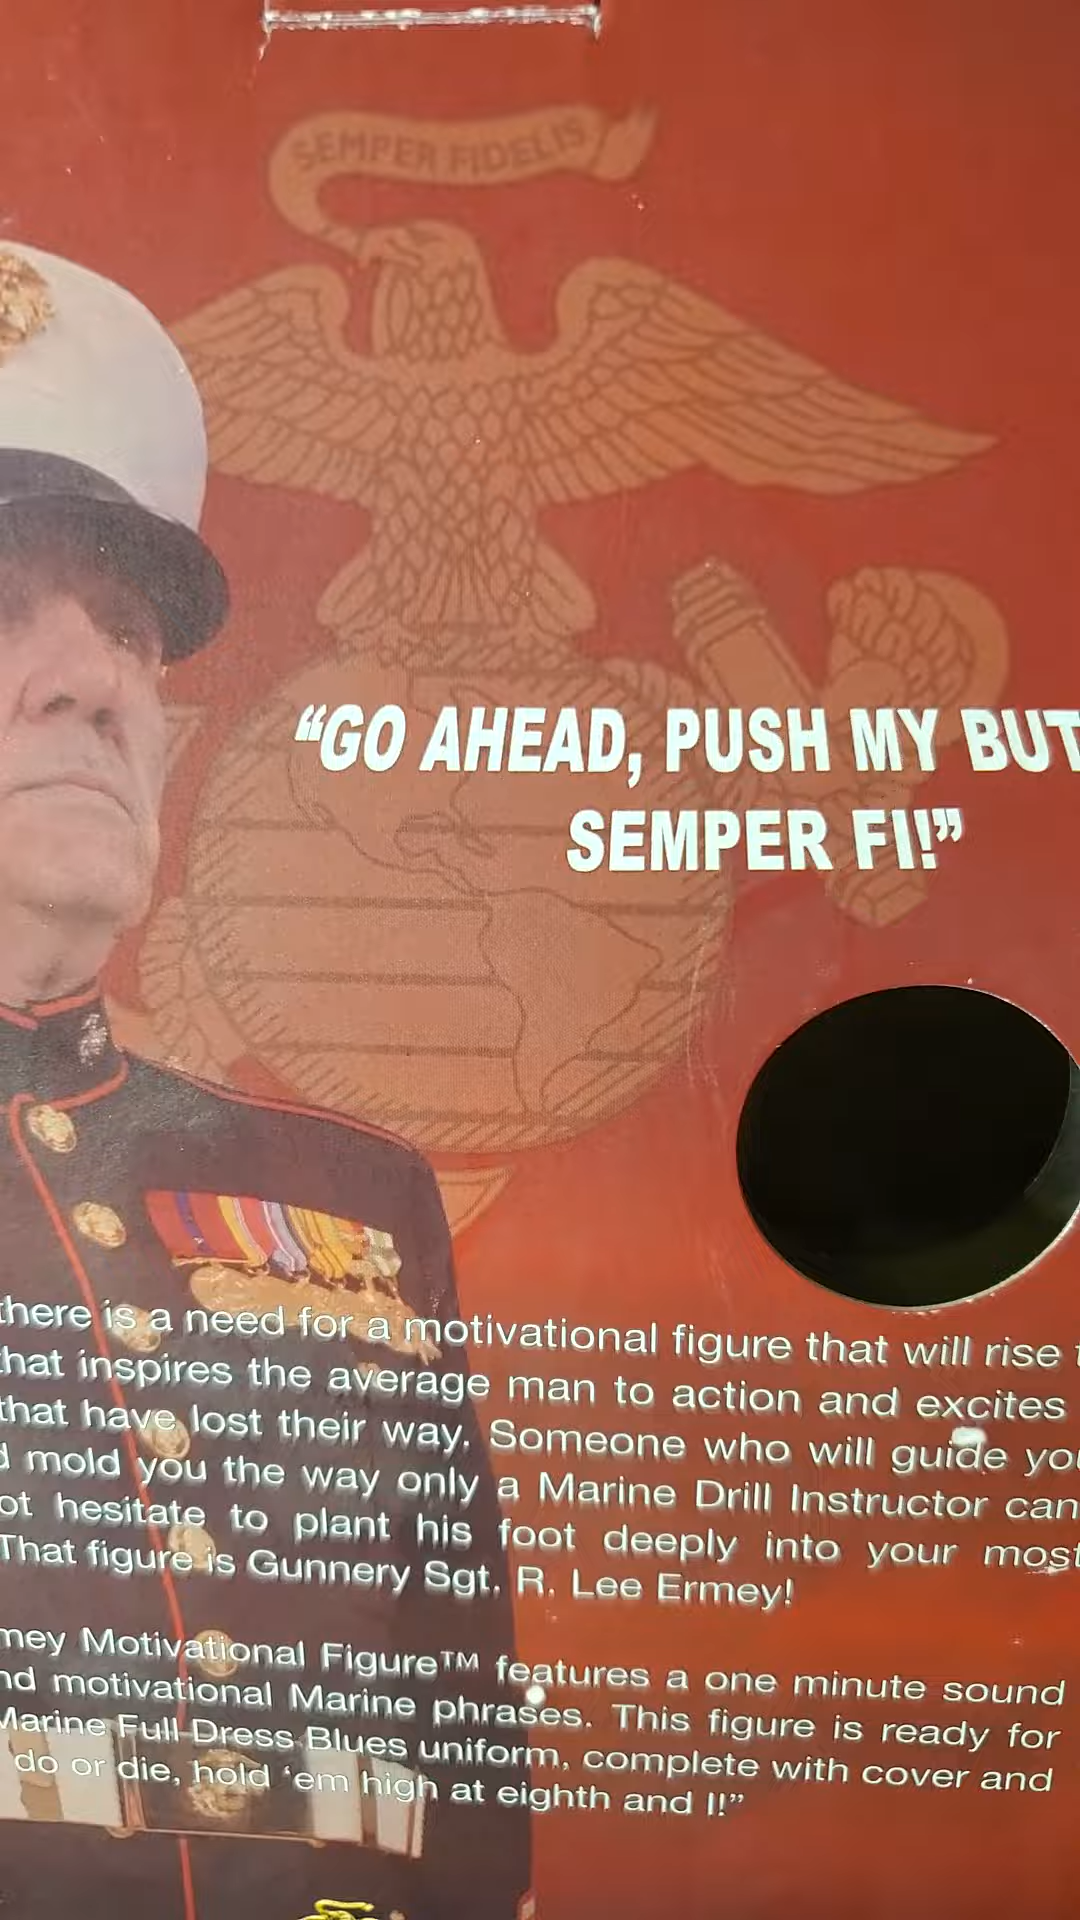 SEMPER FIDELIS
“GO AHEAD, PUSH MY BUT
SEMPER FI!”
there is a need for a motivational figure that will rise
that inspires the average man to action and excites
that have lost their way. Someone who will guide you
mold you the way only a Marine Drill Instructor can
hesitate to plant his foot deeply into your most
That figure is Gunnery Sgt. R. Lee Ermey!
Motivational Figure™ features a one minute sound
motivational Marine phrases. This figure is ready for
Marine Full Dress Blues uniform, complete with cover and
do or die, hold ‘em high at eighth and I!”